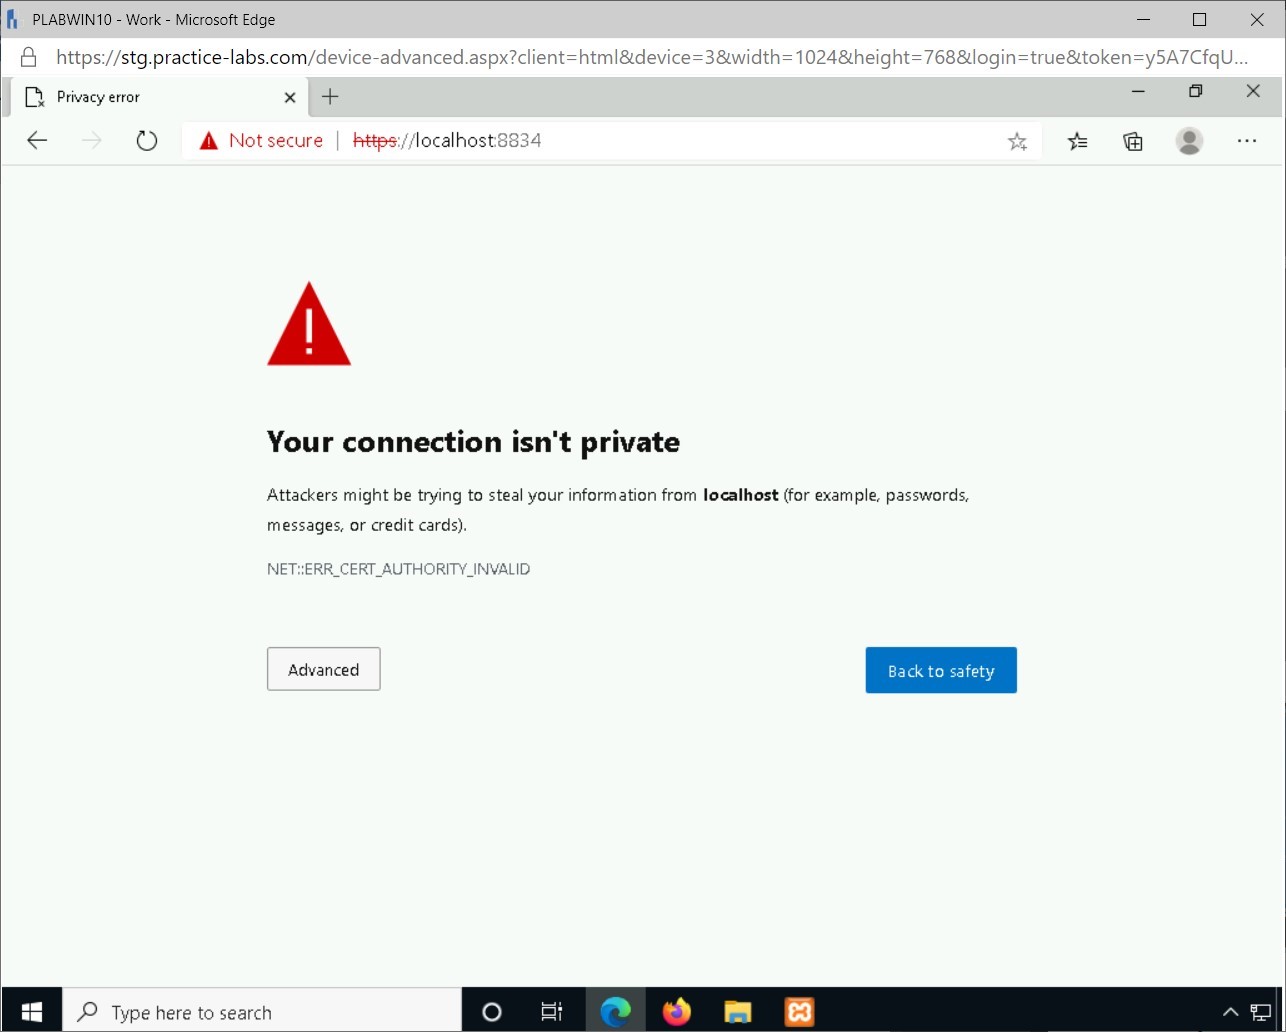 PLABWIN10 - Work - Microsoft Edge
https://stg.practice-labs.com/device-advanced.aspx?client=html&device=3&width=1024&height=768&login=true&token=y5A7CfqU...
Privacy error
Not secure | https://localhost:8834
Your connection isn't private
Attackers might be trying to steal your information from localhost (for example, passwords,
messages, or credit cards).
NET::ERR_CERT_AUTHORITY_INVALID
Advanced
Back to safety
Type here to search